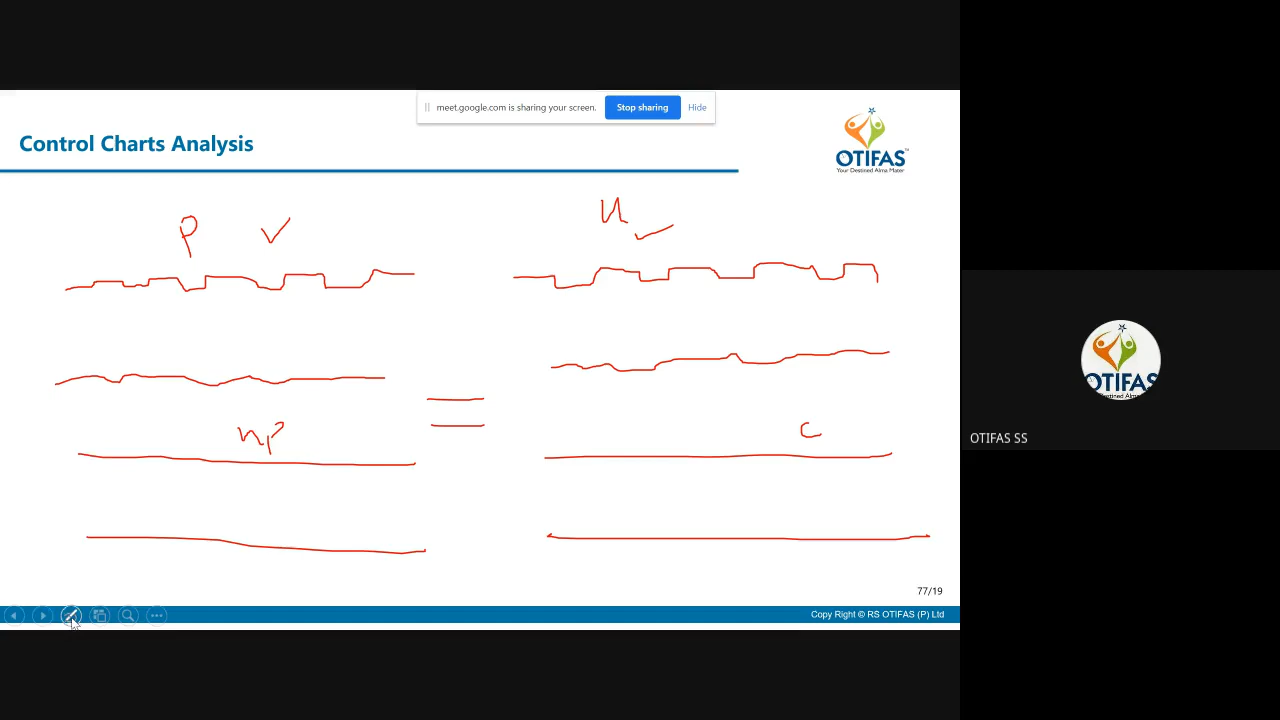 meet.google.com is sharing your screen. Stop sharing Hide
Control Charts Analysis
OTIFAS™
Your Destined Alma Mater
P ✓
u ✓
np
c
OTIFAS
OTIFAS SS
77/19
Copy Right © RS OTIFAS (P) Ltd